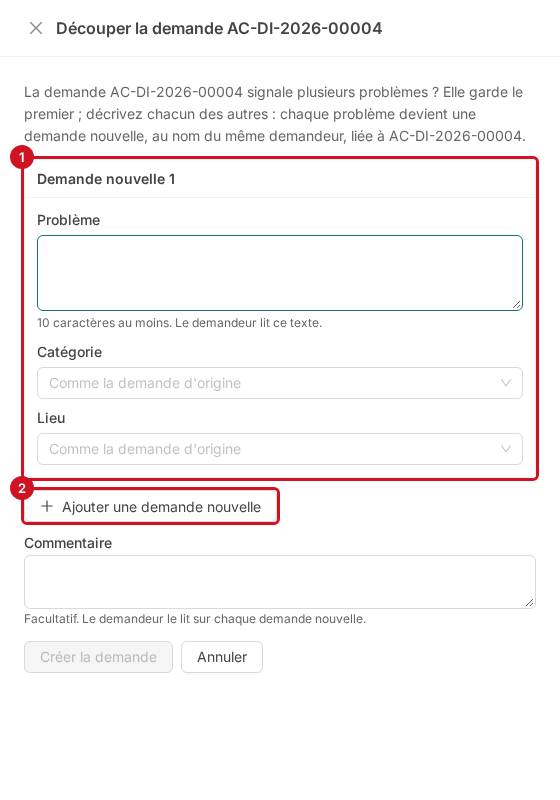 Découper la demande AC-DI-2026-00004
La demande AC-DI-2026-00004 signale plusieurs problèmes ? Elle garde le
premier ; décrivez chacun des autres : chaque problème devient une
demande nouvelle, au nom du même demandeur, liée à AC-DI-2026-00004.
1
Demande nouvelle 1
Problème
10 caractères au moins. Le demandeur lit ce texte.
Catégorie
Comme la demande d'origine
Lieu
Comme la demande d'origine
2
Ajouter une demande nouvelle
Commentaire
Facultatif. Le demandeur le lit sur chaque demande nouvelle.
Créer la demande
Annuler